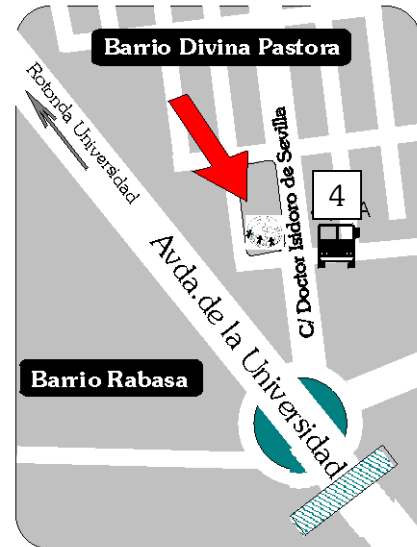 Barrio Divina Pastora
Rotonda Universidad
C/ Doctor Isidoro de Sevilla
4
A
Avda.de la Universidad
Barrio Rabasa